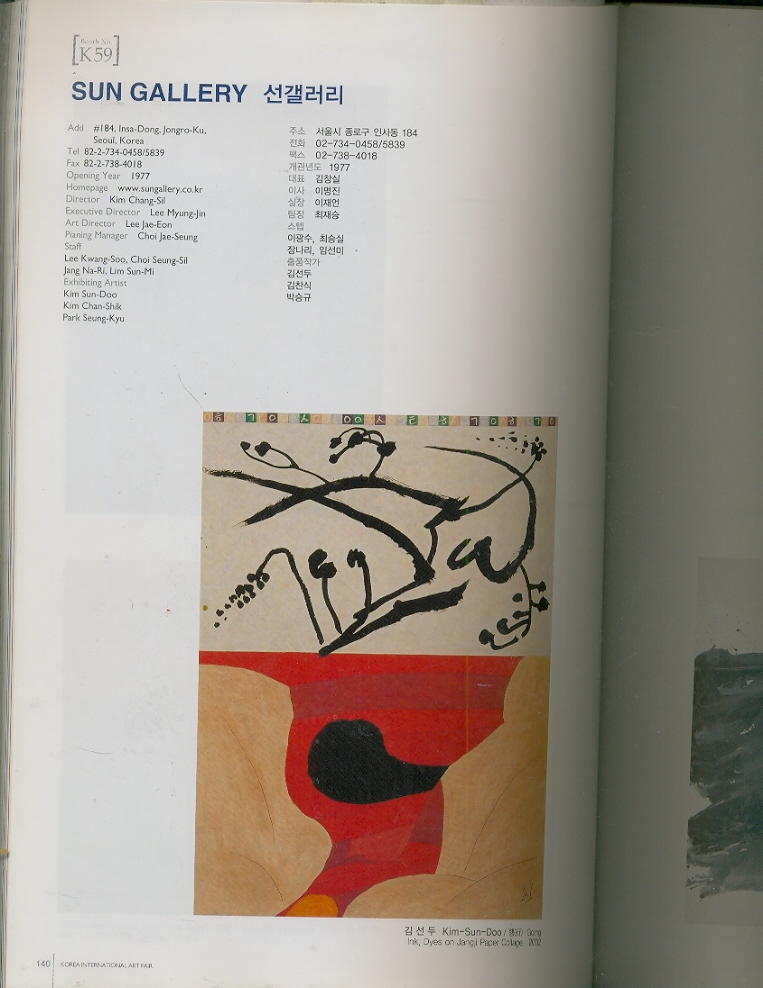 Booth No.
K59
SUN GALLERY 선갤러리
Add #184, Insa-Dong, Jongro-Ku,
Seoul, Korea
Tel 82-2-734-0458/5839
Fax 82-2-738-4018
Opening Year 1977
Homepage www.sungallery.co.kr
Director Kim Chang-Sil
Executive Director Lee Myung-Jin
Art Director Lee Jae-Eon
Planing Manager Choi Jae-Seung
Staff
Lee Kwang-Soo, Choi Seung-Sil
Jang Na-Ri, Lim Sun-Mi
Exhibiting Artist
Kim Sun-Doo
Kim Chan-Shik
Park Seung-Kyu
주소 서울시 종로구 인사동 184
전화 02-734-0458/5839
팩스 02-738-4018
개관년도 1977
대표 김창실
이사 이명진
실장 이재언
팀장 최재승
스텝
이광수, 최승실
장나리, 임선미
출품작가
김선두
김찬식
박승규
김선두 Kim-Sun-Doo / Gong
Ink, Dyes on Jangji Paper Collage 2002
140 KOREA INTERNATIONAL ART FAIR